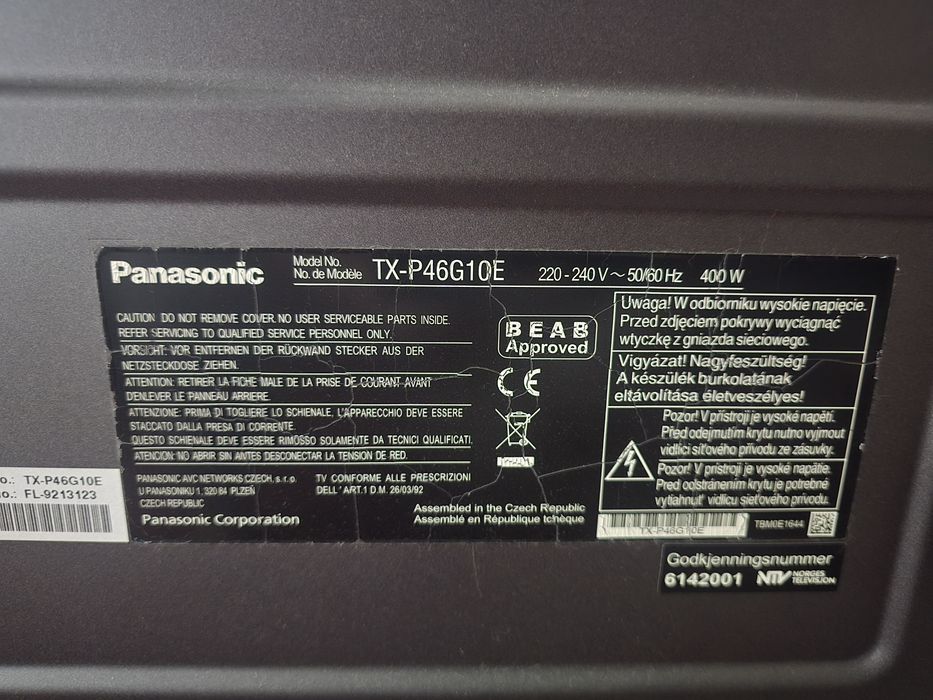 Panasonic
Model No.
No. de Modèle
TX-P46G10E
220 - 240 V ~ 50/60 Hz 400 W
CAUTION DO NOT REMOVE COVER. NO USER SERVICEABLE PARTS INSIDE.
REFER SERVICING TO QUALIFIED SERVICE PERSONNEL ONLY.
VORSICHT: VOR ENTFERNEN DER RÜCKWAND STECKER AUS DER
NETZSTECKDOSE ZIEHEN.
ATTENTION: RETIRER LA FICHE MALE DE LA PRISE DE COURANT AVANT
D'ENLEVER LE PANNEAU ARRIERE.
ATTENZIONE: PRIMA DI TOGLIERE LO SCHIENALE, L'APPARECCHIO DEVE ESSERE
STACCATO DALLA PRESA DI CORRENTE.
QUESTO SCHIENALE DEVE ESSERE RIMOSSO SOLAMENTE DA TECNICI QUALIFICATI.
ATENCION: NO ABRIR SIN ANTES DESCONECTAR LA TENSION DE RED.
PANASONIC AVC NETWORKS CZECH, s.r.o.
U PANASONIKU 1, 320 84 PLZEŇ
CZECH REPUBLIC
TV CONFORME ALLE PRESCRIZIONI
DELL' ART.1 D.M. 26/03/92
Panasonic Corporation
Assembled in the Czech Republic
Assemblé en République tchèque
BEAB
Approved
CE
Uwaga! W odbiorniku wysokie napięcie.
Przed zdjęciem pokrywy wyciągnąć
wtyczkę z gniazda sieciowego.
Vigyázat! Nagyfeszültség!
A készülék burkolatának
eltávolítása életveszélyes!
Pozor! V přístroji je vysoké napětí.
Před odejmutím krytu nutno vyjmout
vidlici síťového přívodu ze zásuvky.
Pozor! V prístroji je vysoké napätie.
Pred odstránením krytu je potrebné
vytiahnuť vidlicu sieťového prívodu.
TX-P46G10E
TBM0E1644
Godkjenningsnummer
6142001 NTV NORGES
TELEVISJON
o.: TX-P46G10E
o.: FL-9213123